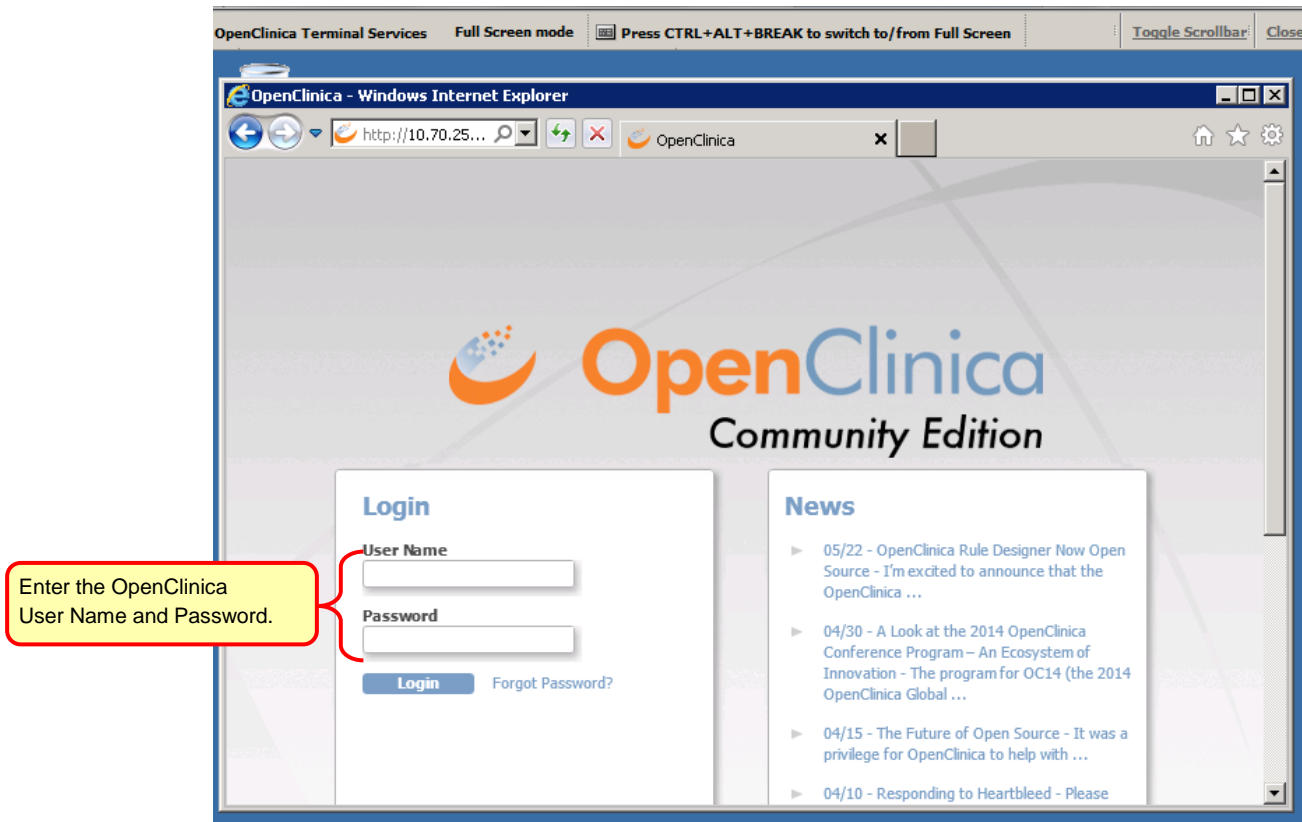 OpenClinica Terminal Services Full Screen mode Press CTRL+ALT+BREAK to switch to/from Full Screen Toggle Scrollbar Close
OpenClinica - Windows Internet Explorer
http://10.70.25... OpenClinica
OpenClinica
Community Edition
Login
User Name
Password
Login Forgot Password?
Enter the OpenClinica
User Name and Password.
News
05/22 - OpenClinica Rule Designer Now Open
Source - I'm excited to announce that the
OpenClinica ...
04/30 - A Look at the 2014 OpenClinica
Conference Program – An Ecosystem of
Innovation - The program for OC14 (the 2014
OpenClinica Global ...
04/15 - The Future of Open Source - It was a
privilege for OpenClinica to help with ...
04/10 - Responding to Heartbleed - Please